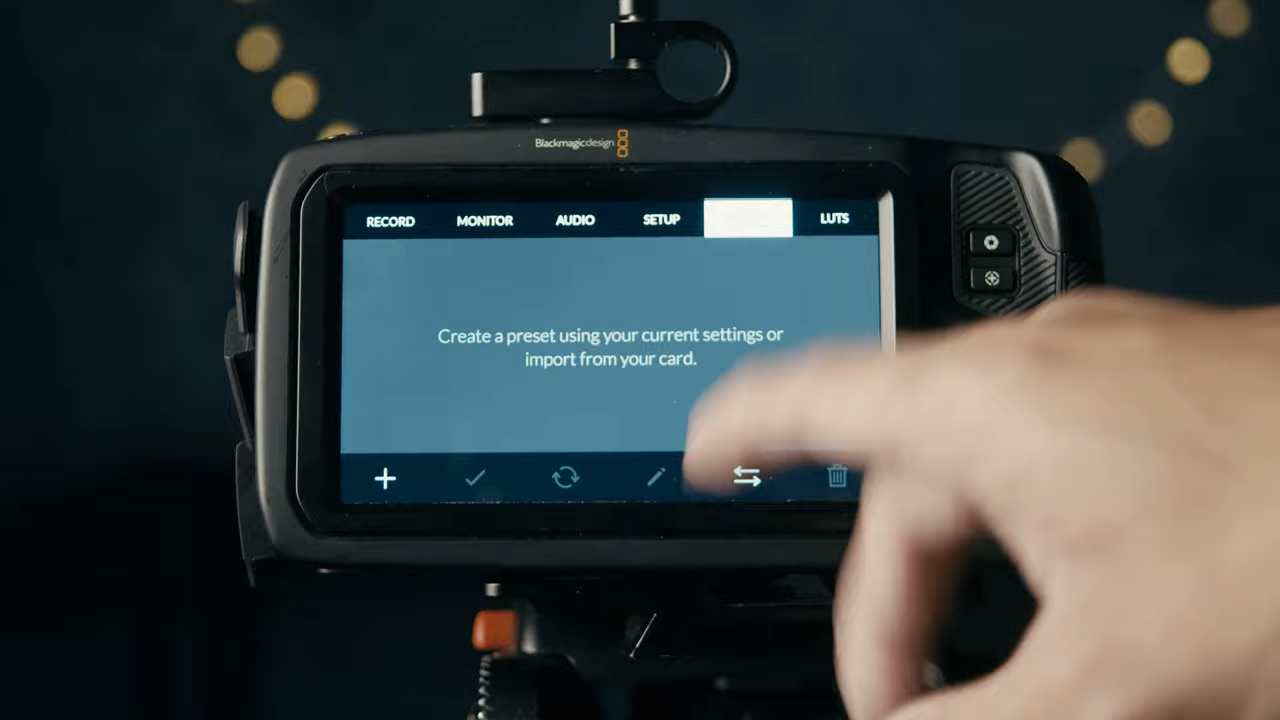 Blackmagicdesign
RECORD MONITOR AUDIO SETUP LUTS
Create a preset using your current settings or
import from your card.